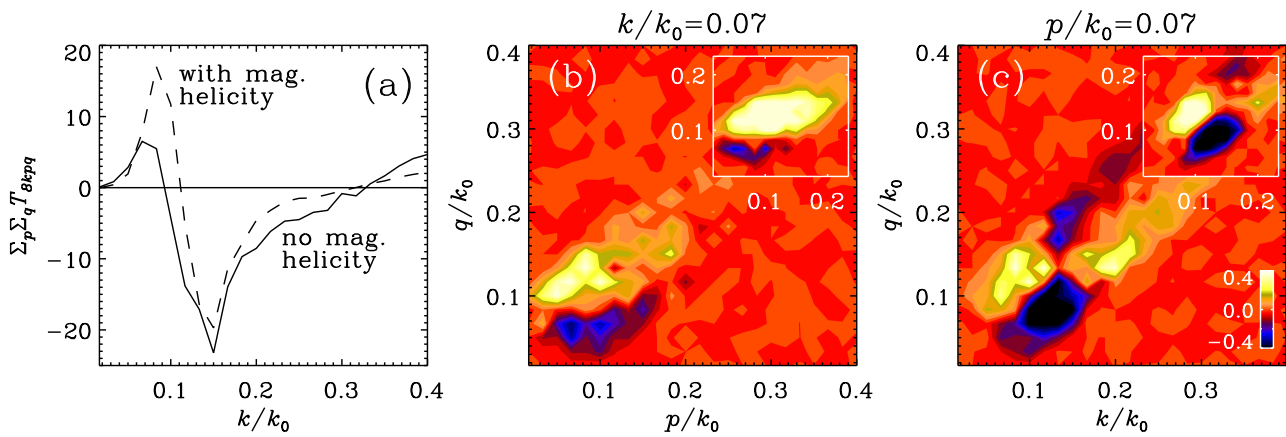 k/k₀=0.07
p/k₀=0.07
20
10
0
−10
−20
Σ_p Σ_q T_Bkpq
(a)
with mag.
helicity
no mag.
helicity
0.1
0.2
0.3
0.4
k/k₀
0.4
0.3
0.2
0.1
q/k₀
(b)
0.2
0.1
0.1
0.2
0.1
0.2
0.3
0.4
p/k₀
0.4
0.3
0.2
0.1
q/k₀
(c)
0.2
0.1
0.1
0.2
0.4
0.0
−0.4
0.1
0.2
0.3
k/k₀